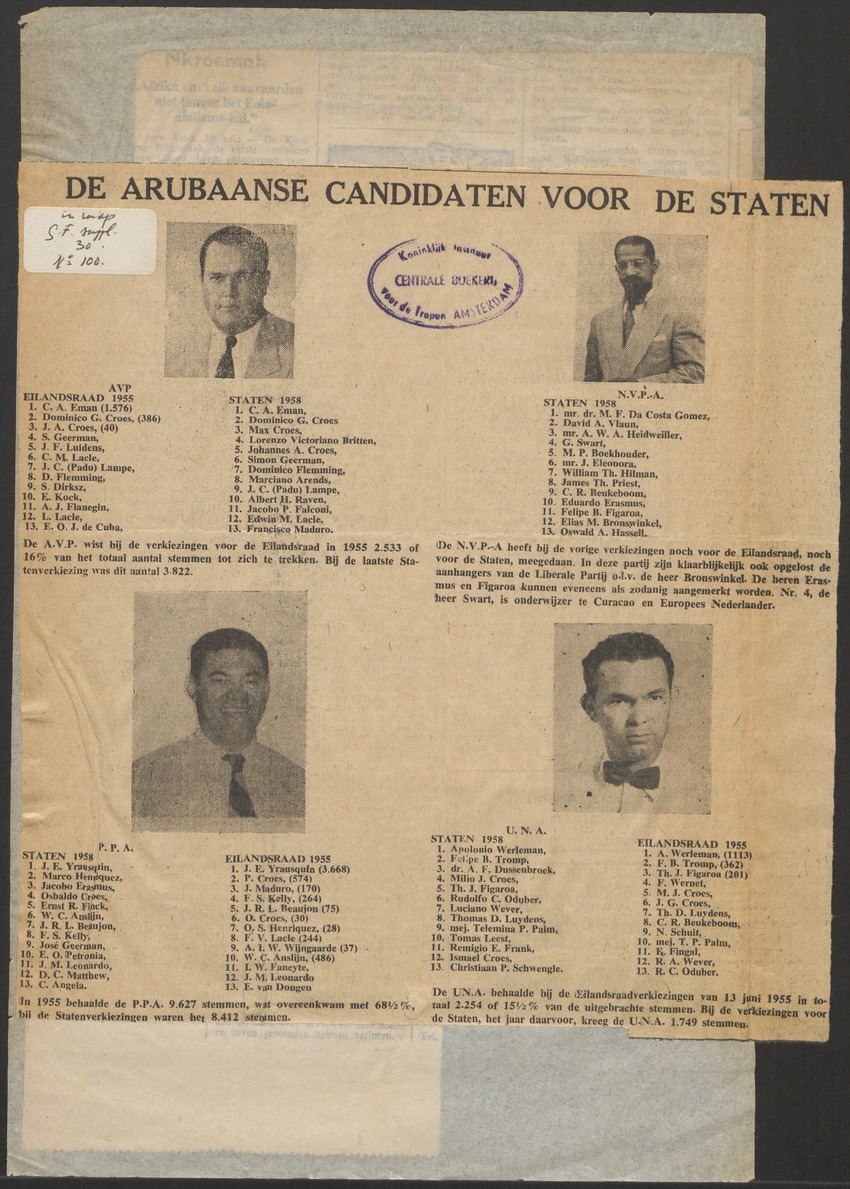 Nkroemah
DE ARUBAANSE CANDIDATEN VOOR DE STATEN
in map
S.F. suppl.
30
Nº 100.
Koninklijk Instituut
CENTRALE BOEKERIJ
voor de Tropen AMSTERDAM
AVP
EILANDSRAAD 1955
1. C. A. Eman (1.576)
2. Dominico G. Croes, (386)
3. J. A. Croes, (40)
4. S. Geerman,
5. J. F. Luidens,
6. C. M. Lacle,
7. J. C. (Padu) Lampe,
8. D. Flemming,
9. S. Dirksz,
10. E. Kock,
11. A. J. Flanegin,
12. L. Lacle,
13. E. O. J. de Cuba,
STATEN 1958
1. C. A. Eman,
2. Dominico G. Croes
3. Max Croes,
4. Lorenzo Victoriano Britten,
5. Johannes A. Croes,
6. Simon Geerman,
7. Dominico Flemming,
8. Marciano Arends,
9. J. C. (Padu) Lampe,
10. Albert H. Raven,
11. Jacobo P. Falconi,
12. Edwin M. Lacle,
13. Francisco Maduro.
De A.V.P. wist bij de verkiezingen voor de Eilandsraad in 1955 2.533 of
16% van het totaal aantal stemmen tot zich te trekken. Bij de laatste Sta-
tenverkiezing was dit aantal 3.822.
N.V.P.-A.
STATEN 1958
1. mr. dr. M. F. Da Costa Gomez,
2. David A. Vlaun,
3. mr. A. W. A. Heidweiller,
4. G. Swart,
5. M. P. Boekhouder,
6. mr. J. Eleonora,
7. William Th. Hilman,
8. James Th. Priest,
9. C. R. Beukeboom,
10. Eduardo Erasmus,
11. Felipe B. Figaroa,
12. Elias M. Bronswinkel,
13. Oswald A. Hassell.
De N.V.P.-A heeft bij de vorige verkiezingen noch voor de Eilandsraad, noch
voor de Staten, meegedaan. In deze partij zijn klaarblijkelijk ook opgelost de
aanhangers van de Liberale Partij o.l.v. de heer Bronswinkel. De heren Eras-
mus en Figaroa kunnen eveneens als zodanig aangemerkt worden. Nr. 4, de
heer Swart, is onderwijzer te Curacao en Europees Nederlander.
P. P. A.
STATEN 1958
1. J. E. Yrausquin,
2. Marco Henriquez,
3. Jacobo Erasmus,
4. Osbaldo Croes,
5. Ernst R. Finck,
6. W. C. Anslijn,
7. J. R. L. Beaujon,
8. F. S. Kelly,
9. José Geerman,
10. E. O. Petronia,
11. J. M. Leonardo,
12. D. C. Matthew,
13. C. Angela.
EILANDSRAAD 1955
1. J. E. Yrausquin (3.668)
2. P. Croes, (574)
3. J. Maduro, (170)
4. F. S. Kelly, (264)
5. J. R. L. Beaujon (75)
6. O. Croes, (30)
7. O. S. Henriquez, (28)
8. F. V. Lacle (244)
9. A. I. W. Wijngaarde (37)
10. W. C. Anslijn, (486)
11. I. W. Faneyte,
12. J. M. Leonardo
13. E. van Dongen
In 1955 behaalde de P.P.A. 9.627 stemmen, wat overeenkwam met 68½%,
bij de Statenverkiezingen waren het 8.412 stemmen.
U. N. A.
STATEN 1958
1. Apolonio Werleman,
2. Felipe B. Tromp,
3. dr. A. F. Dussenbroek,
4. Milio J. Croes,
5. Th. J. Figaroa,
6. Rudolfo C. Oduber,
7. Luciano Wever,
8. Thomas D. Luydens,
9. mej. Telemina P. Palm,
10. Tomas Leest,
11. Remigio E. Frank,
12. Ismael Croes,
13. Christiaan P. Schwengle.
EILANDSRAAD 1955
1. A. Werleman, (1113)
2. F. B. Tromp, (362)
3. Th. J. Figaroa (201)
4. F. Wernet,
5. M. J. Croes,
6. J. G. Croes,
7. Th. D. Luydens,
8. C. R. Beukeboom,
9. N. Schuit,
10. mej. T. P. Palm,
11. E. Fingal,
12. R. A. Wever,
13. R. C. Oduber.
De UN.A. behaalde bij de Eilandsraadverkiezingen van 13 juni 1955 in to-
taal 2.254 of 15½% van de uitgebrachte stemmen. Bij de verkiezingen voor
de Staten, het jaar daarvoor, kreeg de U.N.A. 1.749 stemmen.
en zeven gewonden hebben verloren.